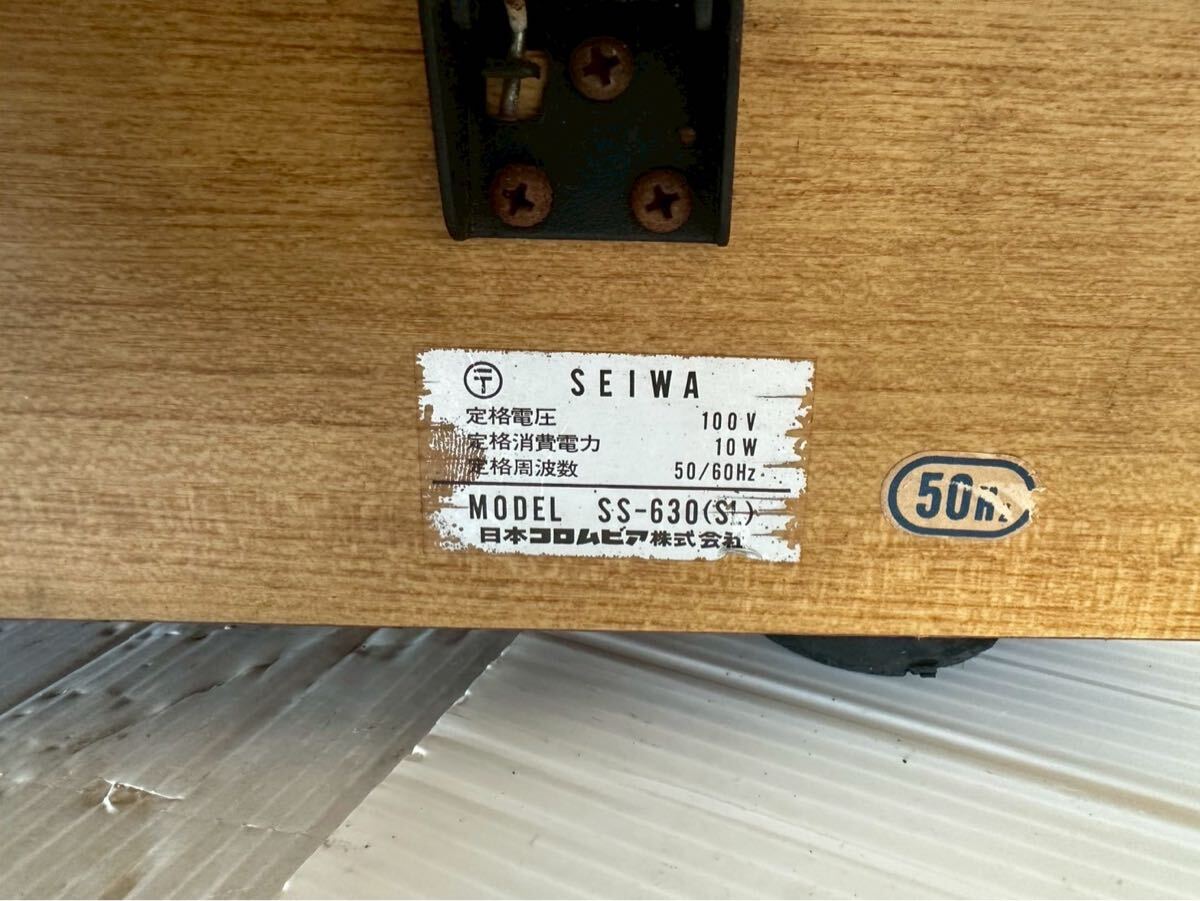 〒 SEIWA
定格電圧 100V
定格消費電力 10W
定格周波数 50/60Hz
MODEL SS-630
日本コロムビア株式会社
50Hz